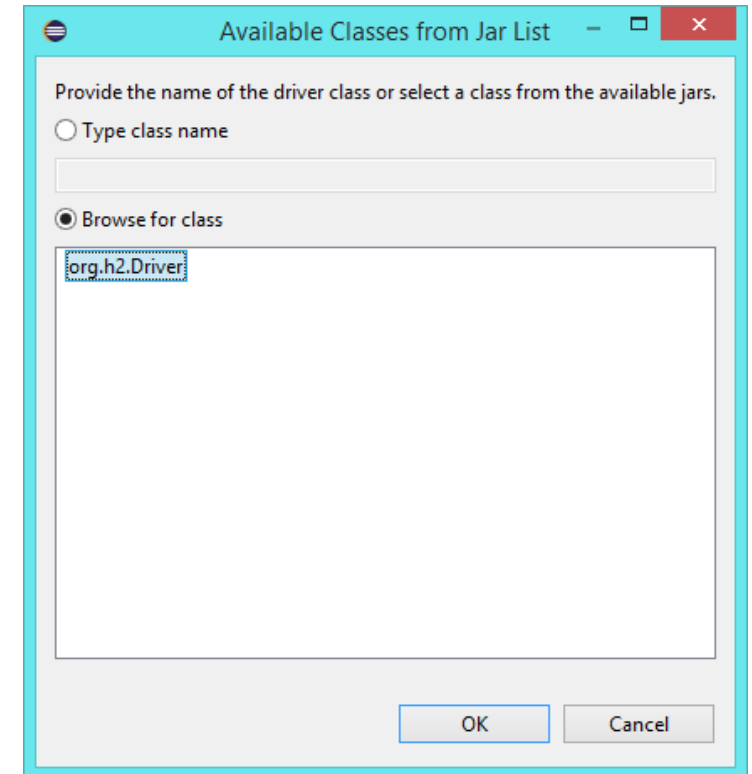 Available Classes from Jar List
Provide the name of the driver class or select a class from the available jars.
Type class name
Browse for class
org.h2.Driver
OK
Cancel